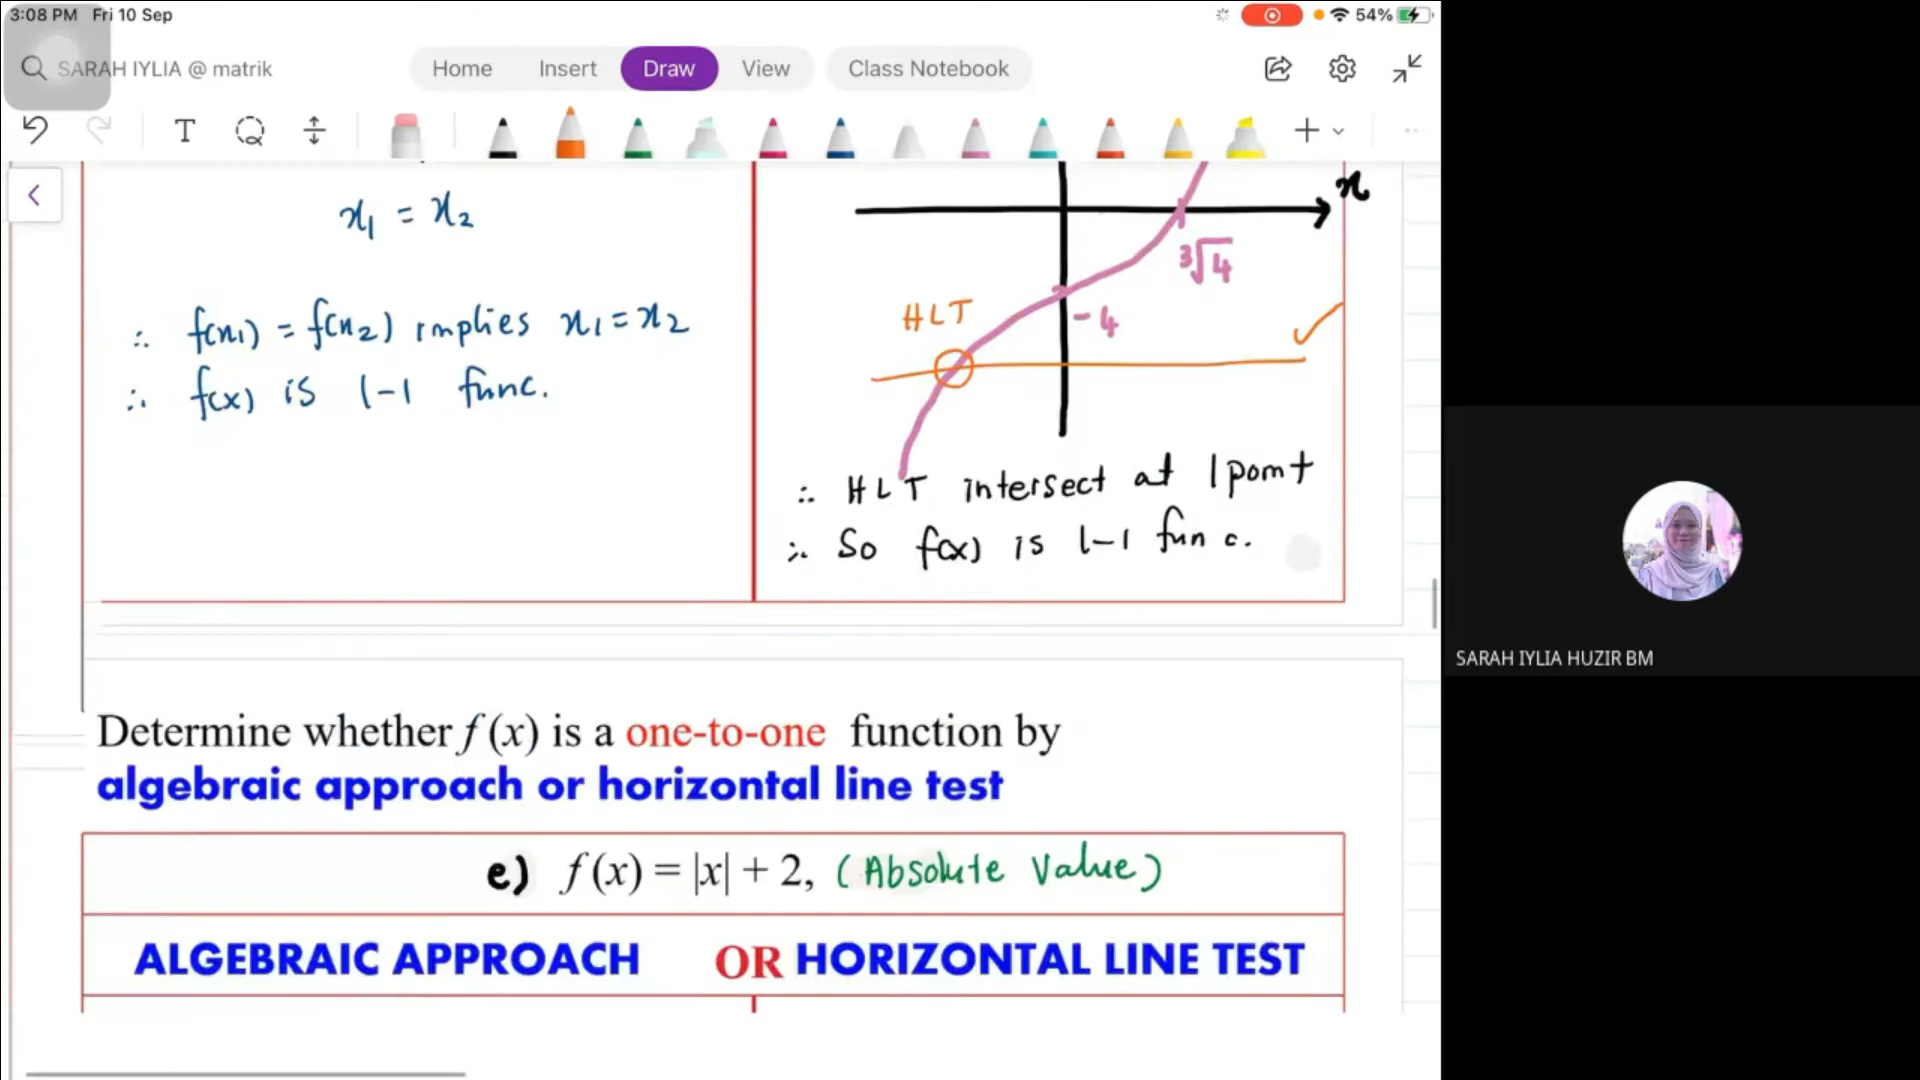 3:08 PM Fri 10 Sep
54%
SARAH IYLIA @ matrik
Home Insert Draw View Class Notebook
T
x₁ = x₂
x
³√4
HLT
-4
∴ f(x₁) = f(x₂) implies x₁ = x₂
∴ f(x) is 1-1 func.
∴ HLT intersect at 1 point
∴ So f(x) is 1-1 func.
SARAH IYLIA HUZIR BM
Determine whether f (x) is a one-to-one function by
algebraic approach or horizontal line test
e) f (x) = |x| + 2, (Absolute Value)
ALGEBRAIC APPROACH OR HORIZONTAL LINE TEST